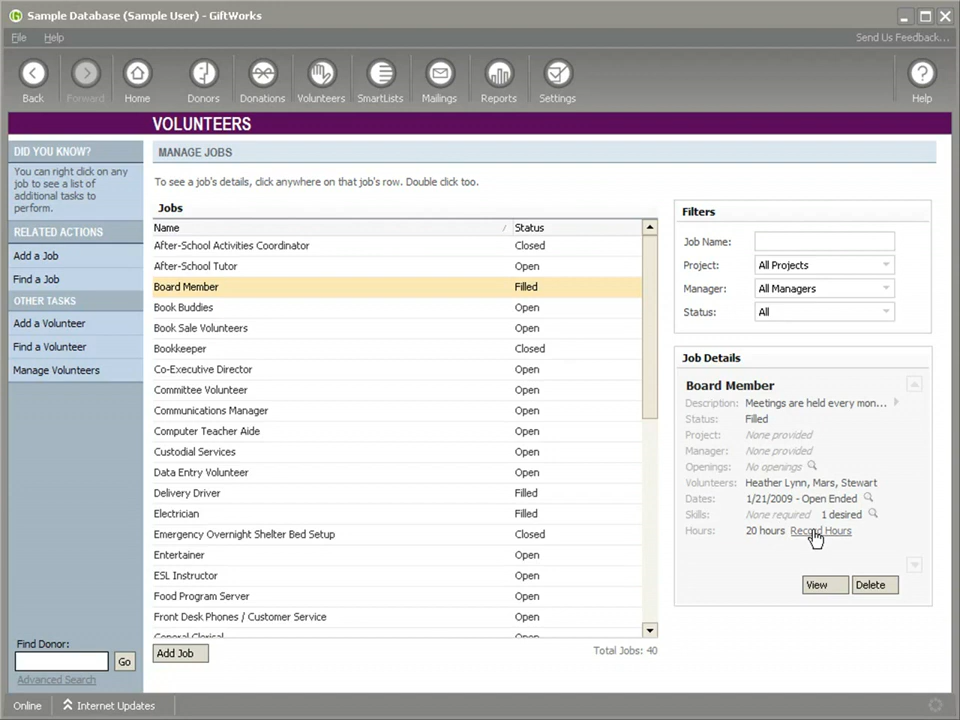 Sample Database (Sample User) - GiftWorks
File Help
Send Us Feedback...
Back Forward Home Donors Donations Volunteers SmartLists Mailings Reports Settings Help
VOLUNTEERS
DID YOU KNOW?
You can right click on any
job to see a list of
additional tasks to
perform.
RELATED ACTIONS
Add a Job
Find a Job
OTHER TASKS
Add a Volunteer
Find a Volunteer
Manage Volunteers
Find Donor:
Go
Advanced Search
MANAGE JOBS
To see a job's details, click anywhere on that job's row. Double click too.
Jobs
Name / Status
After-School Activities Coordinator Closed
After-School Tutor Open
Board Member Filled
Book Buddies Open
Book Sale Volunteers Open
Bookkeeper Closed
Co-Executive Director Open
Committee Volunteer Open
Communications Manager Open
Computer Teacher Aide Open
Custodial Services Open
Data Entry Volunteer Open
Delivery Driver Filled
Electrician Filled
Emergency Overnight Shelter Bed Setup Closed
Entertainer Open
ESL Instructor Open
Food Program Server Open
Front Desk Phones / Customer Service Open
General Clerical Open
Add Job
Total Jobs: 40
Filters
Job Name:
Project: All Projects
Manager: All Managers
Status: All
Job Details
Board Member
Description: Meetings are held every mon...
Status: Filled
Project: None provided
Manager: None provided
Openings: No openings
Volunteers: Heather Lynn, Mars, Stewart
Dates: 1/21/2009 - Open Ended
Skills: None required 1 desired
Hours: 20 hours Record Hours
View Delete
Online Internet Updates